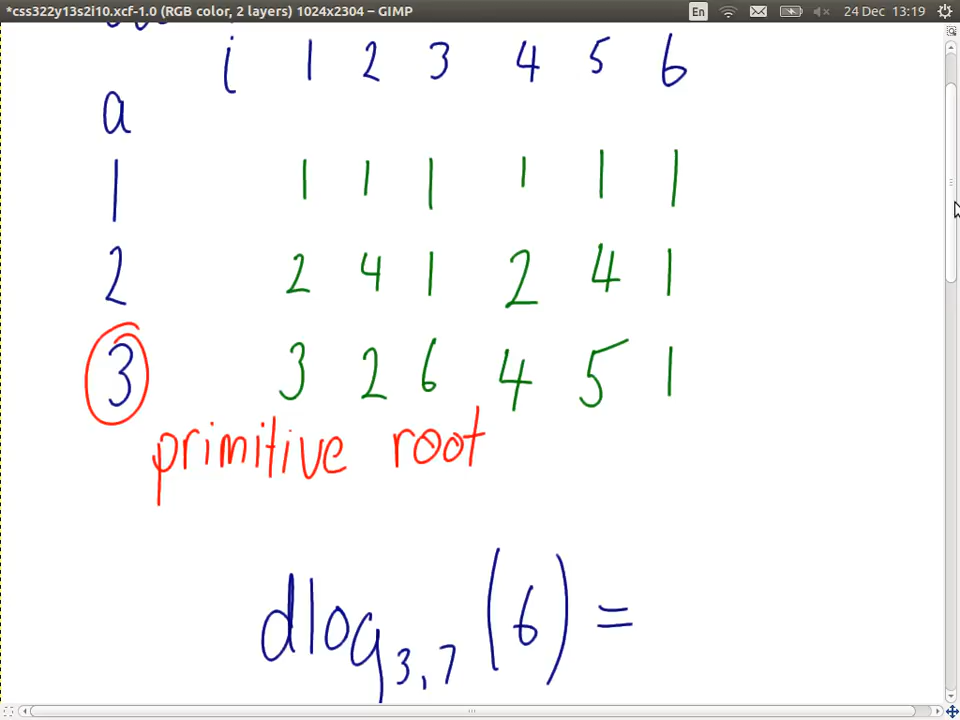 *css322y13s2i10.xcf-1.0 (RGB color, 2 layers) 1024x2304 – GIMP En 24 Dec 13:19
i 1 2 3 4 5 6
a
1 1 1 1 1 1 1
2 2 4 1 2 4 1
3 3 2 6 4 5 1
primitive root
dlog3,7 (6) =